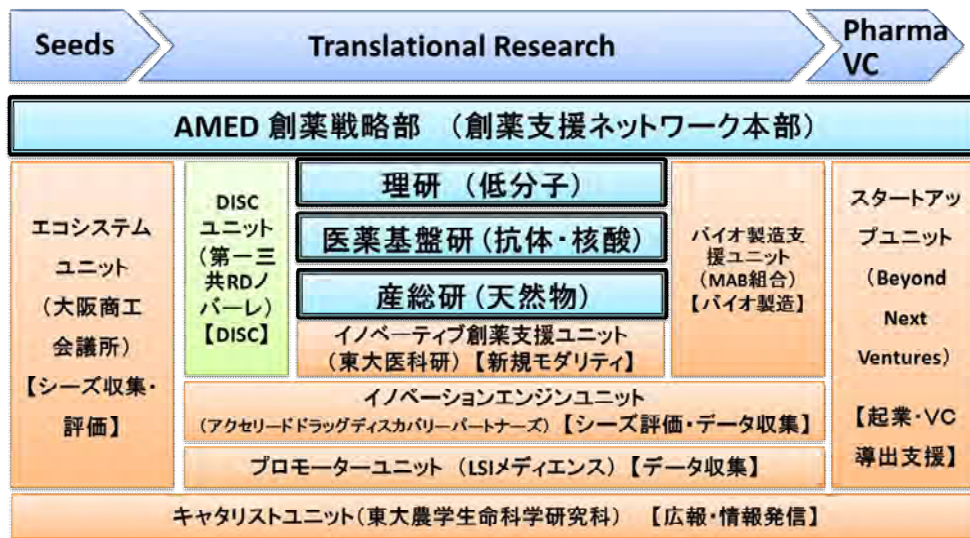 Seeds
Translational Research
Pharma
VC
AMED 創薬戦略部 （創薬支援ネットワーク本部）
エコシステム
ユニット
（大阪商工
会議所）
【シーズ収集・
評価】
DISC
ユニット
（第一三
共RDノ
バーレ）
【DISC】
理研 （低分子）
医薬基盤研（抗体・核酸）
産総研（天然物）
イノベーティブ創薬支援ユニット
（東大医科研）【新規モダリティ】
バイオ製造支
援ユニット
（MAB組合）
【バイオ製造】
スタートアッ
プユニット
（Beyond
Next
Ventures）
【起業・VC
導出支援】
イノベーションエンジンユニット
（アクセリードドラッグディスカバリーパートナーズ）【シーズ評価・データ収集】
プロモーターユニット （LSIメディエンス）【データ収集】
キャタリストユニット（東大農学生命科学研究科） 【広報・情報発信】